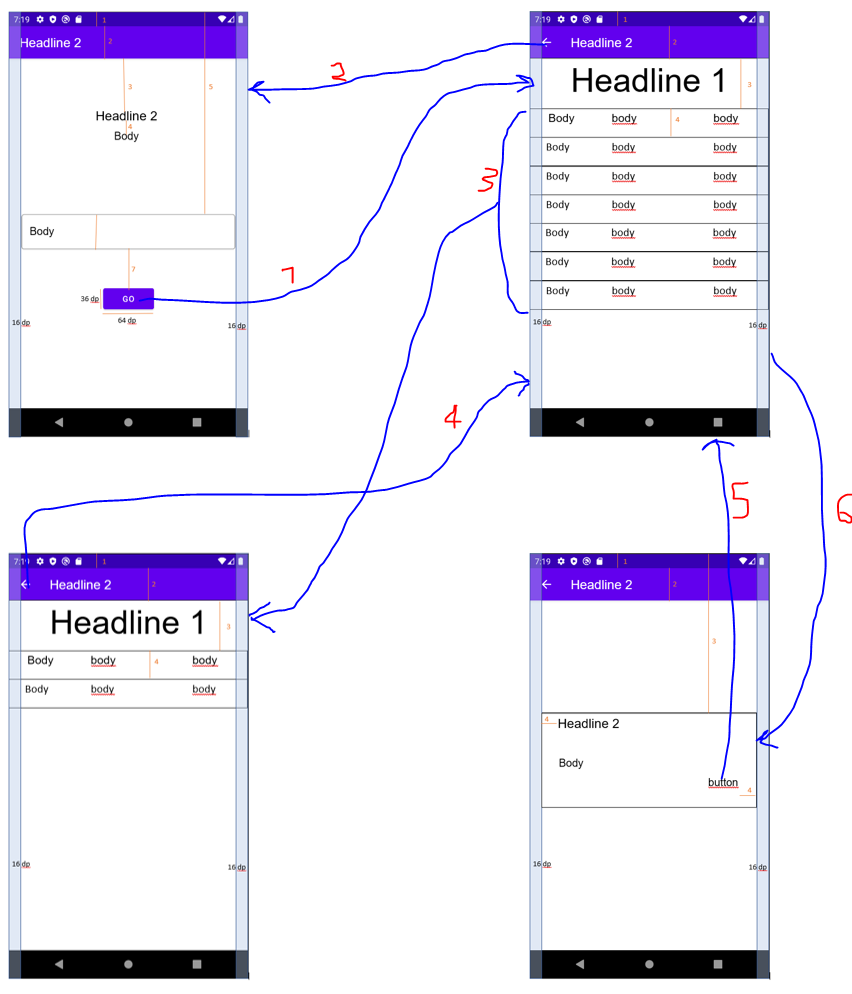 7:19 1
Headline 2 2
3 5
Headline 2
4
Body
Body
7
36 dp GO
64 dp
16 dp 16 dp
7:19 1
Headline 2 2
Headline 1 3
Body body 4 body
Body body body
Body body body
Body body body
Body body body
Body body body
Body body body
16 dp 16 dp
2
7
3
4
5
6
7:19 1
Headline 2 2
Headline 1 3
Body body 4 body
Body body body
16 dp 16 dp
7:19 1
Headline 2 2
3
4 Headline 2
Body
button
4
16 dp 16 dp